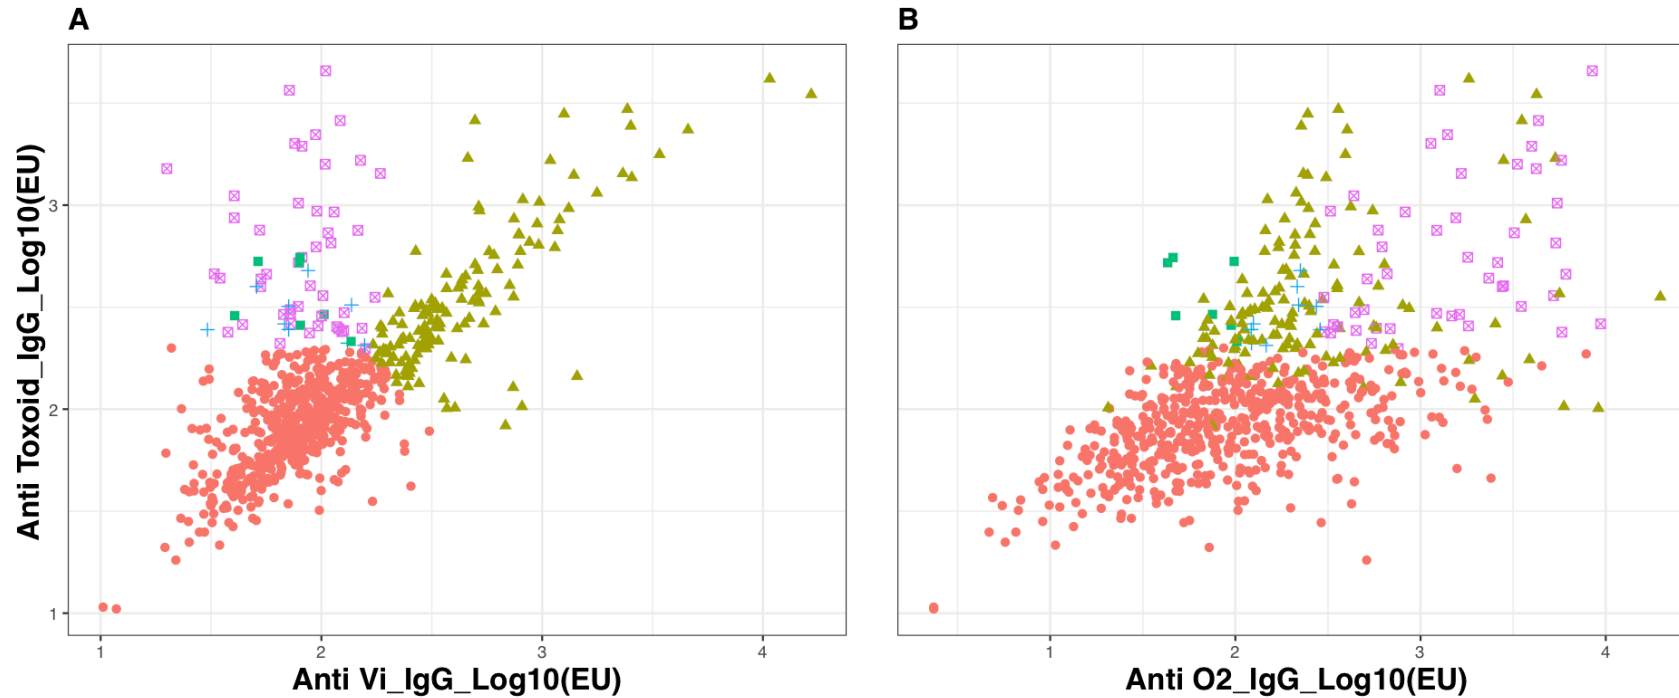 A
B
Anti Toxoid_IgG_Log10(EU)
3
2
1
1 2 3 4
1 2 3 4
Anti Vi_IgG_Log10(EU)
Anti O2_IgG_Log10(EU)